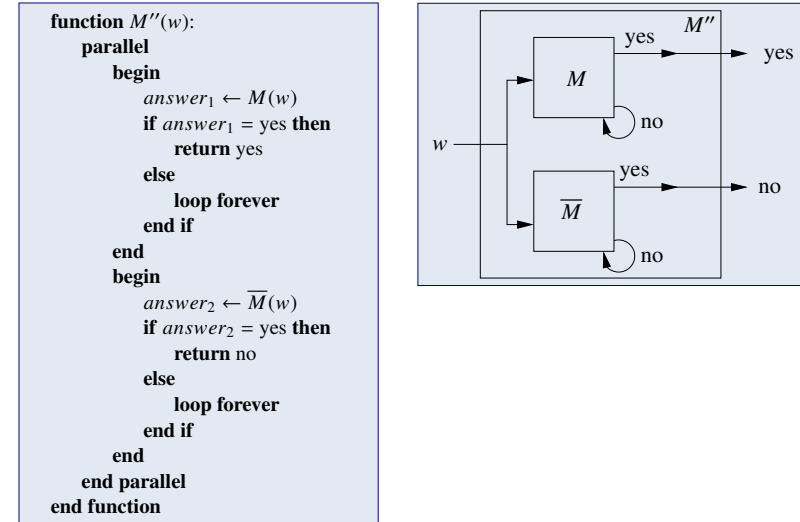 function M′′(w):
parallel
begin
answer₁ ← M(w)
if answer₁ = yes then
return yes
else
loop forever
end if
end
begin
answer₂ ← M̅(w)
if answer₂ = yes then
return no
else
loop forever
end if
end
end parallel
end function
M′′
yes
yes
M
no
w
yes
no
M̅
no